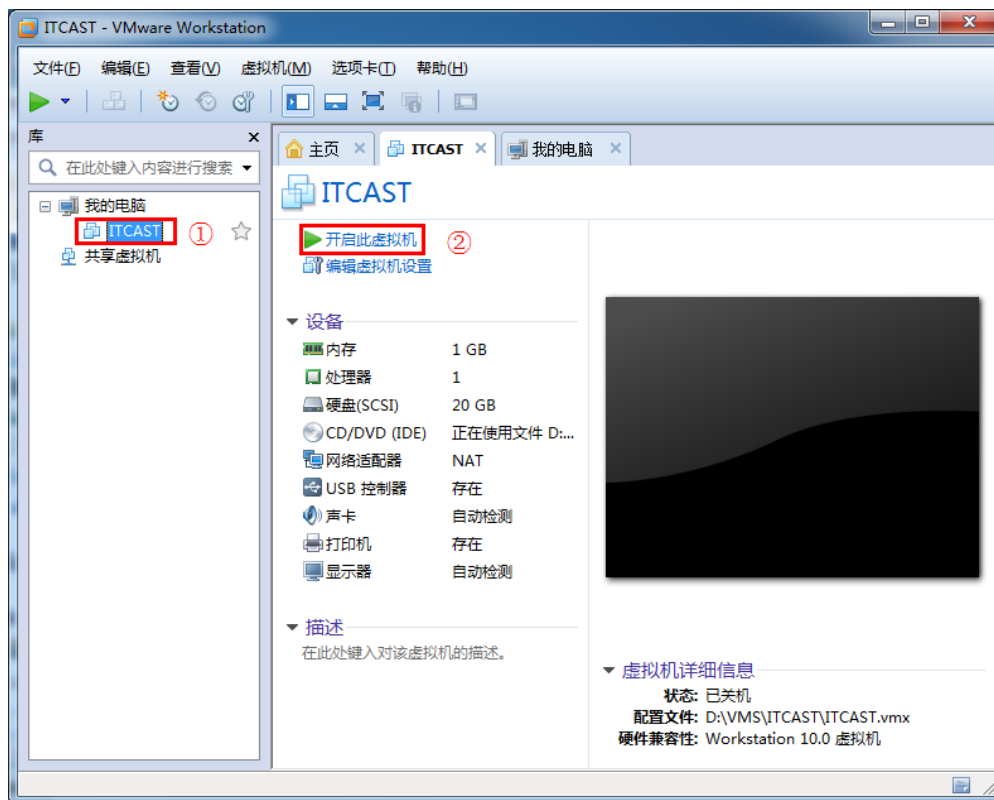 ITCAST - VMware Workstation
文件(F) 编辑(E) 查看(V) 虚拟机(M) 选项卡(T) 帮助(H)
库
在此处键入内容进行搜索
我的电脑
ITCAST ①
共享虚拟机
主页 ITCAST 我的电脑
ITCAST
开启此虚拟机 ②
编辑虚拟机设置
设备
内存 1 GB
处理器 1
硬盘(SCSI) 20 GB
CD/DVD (IDE) 正在使用文件 D:...
网络适配器 NAT
USB 控制器 存在
声卡 自动检测
打印机 存在
显示器 自动检测
描述
在此处键入对该虚拟机的描述。
虚拟机详细信息
状态: 已关机
配置文件: D:\VMS\ITCAST\ITCAST.vmx
硬件兼容性: Workstation 10.0 虚拟机